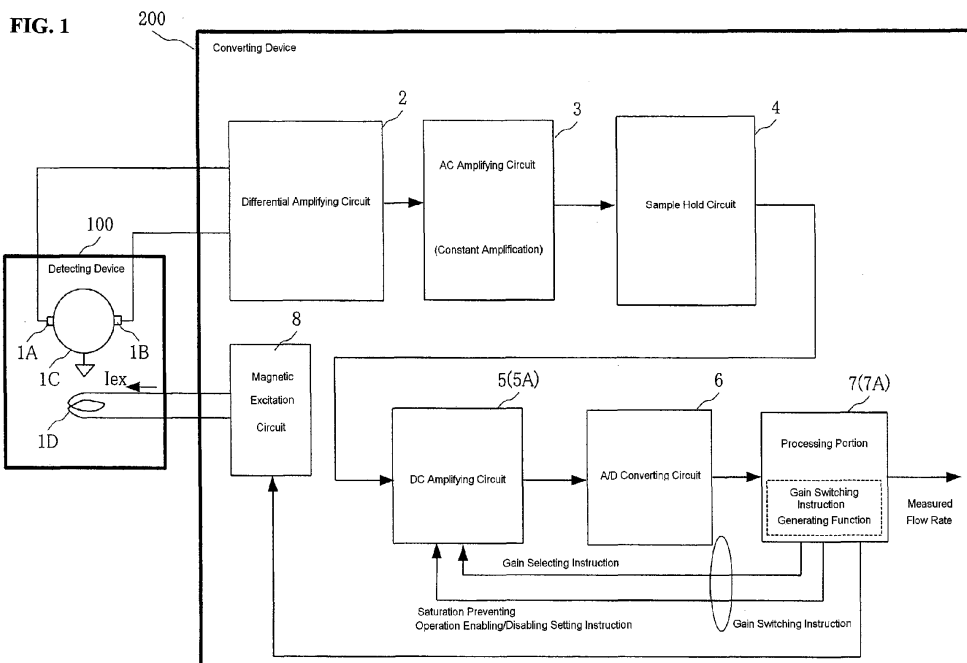 FIG. 1
200
Converting Device
2
Differential Amplifying Circuit
3
AC Amplifying Circuit
(Constant Amplification)
4
Sample Hold Circuit
100
Detecting Device
1A
1B
1C
Iex
1D
8
Magnetic
Excitation
Circuit
5(5A)
DC Amplifying Circuit
6
A/D Converting Circuit
7(7A)
Processing Portion
Gain Switching
Instruction
Generating Function
Measured
Flow Rate
Gain Selecting Instruction
Saturation Preventing
Operation Enabling/Disabling Setting Instruction
Gain Switching Instruction